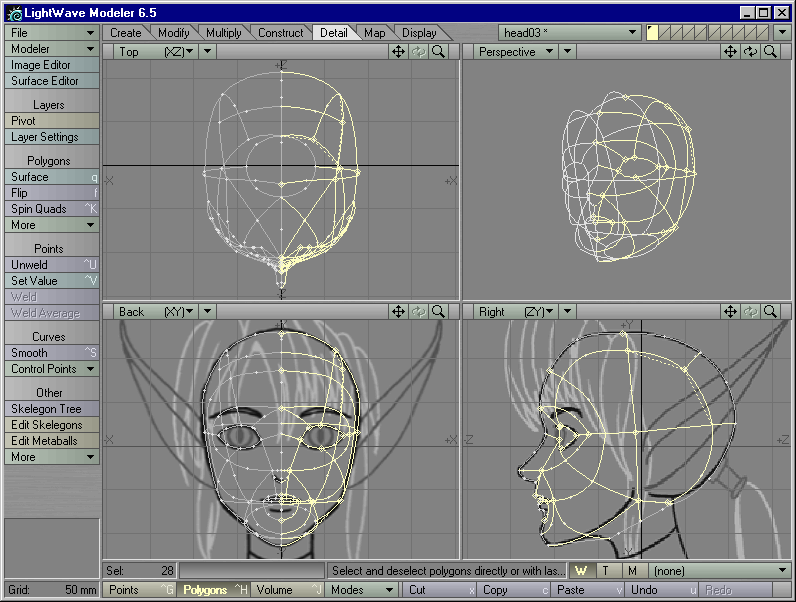 LightWave Modeler 6.5
File
Modeler
Image Editor
Surface Editor
Layers
Pivot
Layer Settings
Polygons
Surface q
Flip f
Spin Quads ^K
More
Points
Unweld ^U
Set Value ^V
Weld
Weld Average
Curves
Smooth ^S
Control Points
Other
Skelegon Tree
Edit Skelegons
Edit Metaballs
More
Grid: 50 mm
Create Modify Multiply Construct Detail Map Display head03 *
Top (XZ)
Perspective
-X +X
Back (XY)
Right (ZY)
-X +X
-Z +Z
Sel: 28 Select and deselect polygons directly or with las... W T M (none)
Points ^G Polygons ^H Volume ^J Modes Cut x Copy c Paste v Undo u Redo